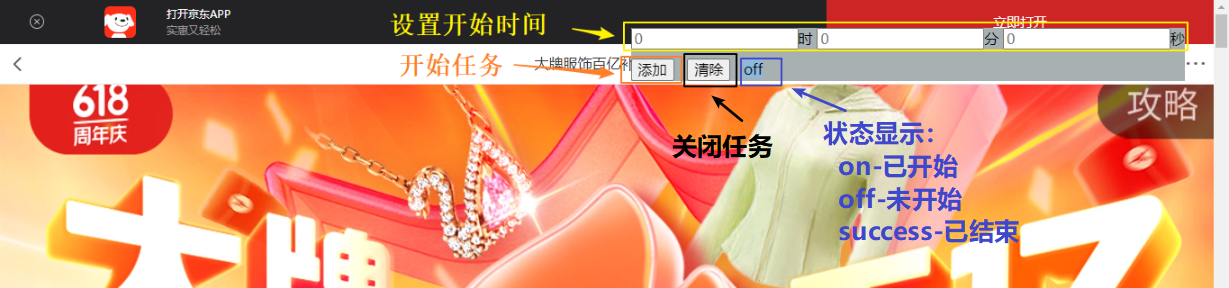 打开京东APP
实惠又轻松
设置开始时间
立即打开
0 时 0 分 0 秒
开始任务
大牌服饰百亿补
添加 清除 off
618
周年庆
攻略
关闭任务
状态显示：
on-已开始
off-未开始
success-已结束
大牌
亿